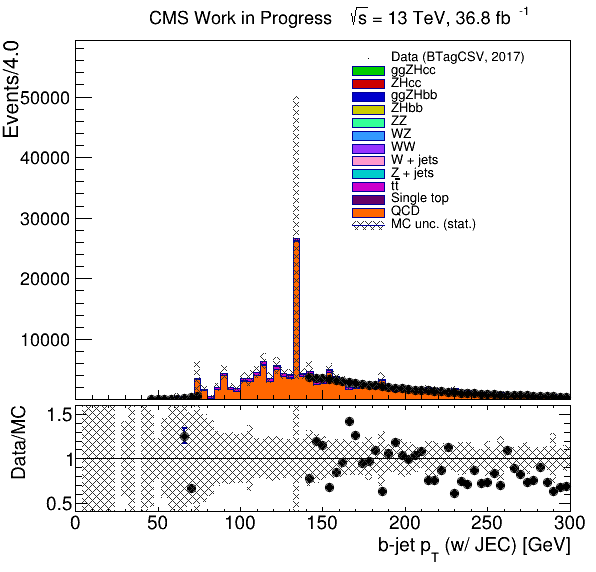 CMS Work in Progress √s = 13 TeV, 36.8 fb⁻¹
Events/4.0
50000
40000
30000
20000
10000
Data (BTagCSV, 2017)
ggZHcc
ZHcc
ggZHbb
ZHbb
ZZ
WZ
WW
W + jets
Z + jets
tt̄
Single top
QCD
MC unc. (stat.)
Data/MC
1.5
1
0.5
0 50 100 150 200 250 300
b-jet p_T (w/ JEC) [GeV]